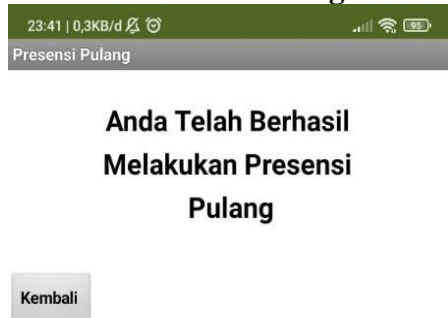 23:41 | 0,3KB/d
95
Presensi Pulang
Anda Telah Berhasil
Melakukan Presensi
Pulang
Kembali